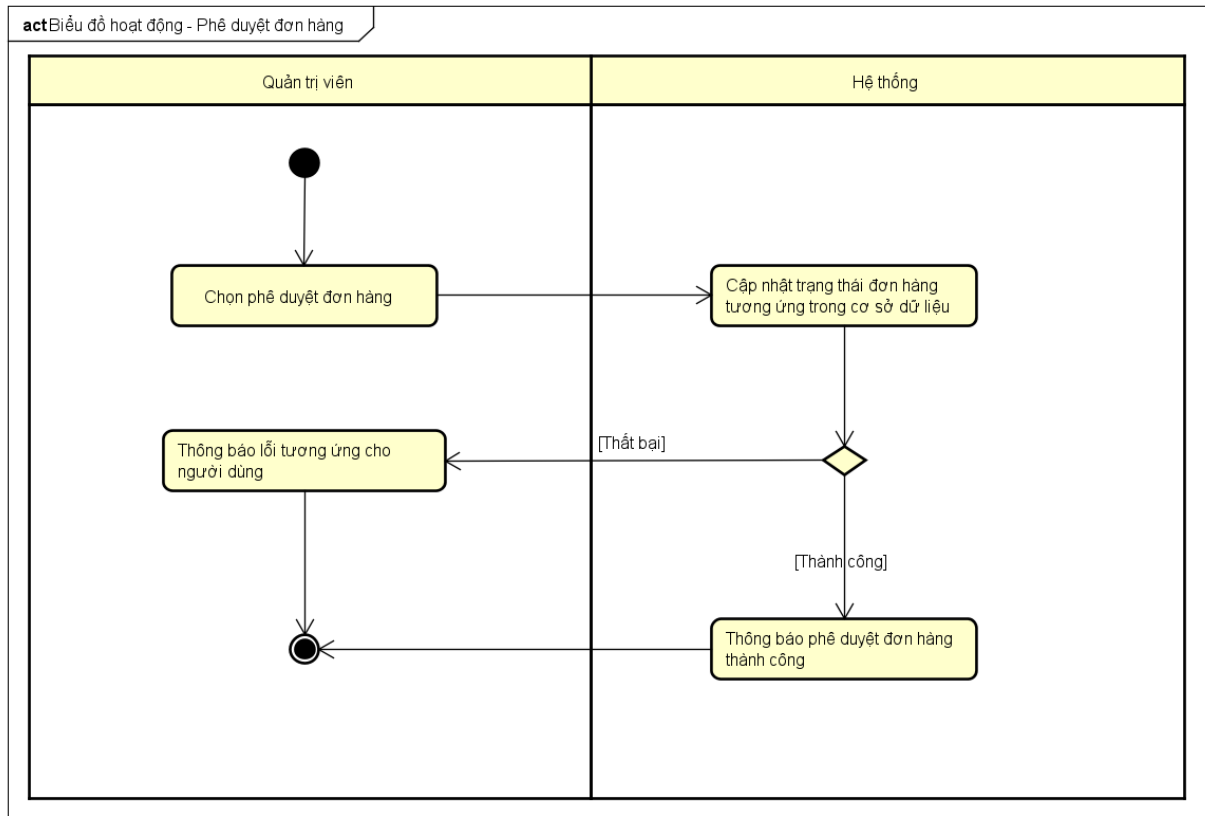 act Biểu đồ hoạt động - Phê duyệt đơn hàng
Quản trị viên
Hệ thống
Chọn phê duyệt đơn hàng
Cập nhật trạng thái đơn hàng
tương ứng trong cơ sở dữ liệu
Thông báo lỗi tương ứng cho
người dùng
[Thất bại]
[Thành công]
Thông báo phê duyệt đơn hàng
thành công